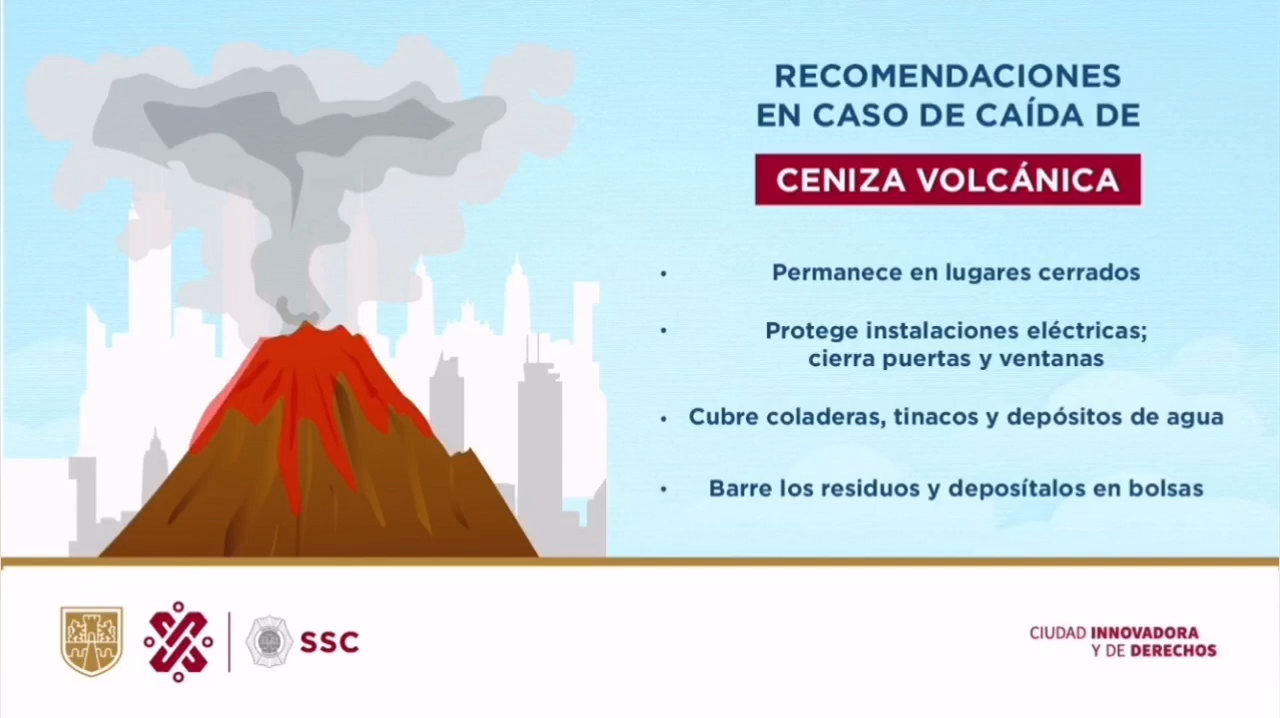 RECOMENDACIONES
EN CASO DE CAÍDA DE
CENIZA VOLCÁNICA
• Permanece en lugares cerrados
• Protege instalaciones eléctricas;
cierra puertas y ventanas
• Cubre coladeras, tinacos y depósitos de agua
• Barre los residuos y deposítalos en bolsas
SSC
CIUDAD INNOVADORA
Y DE DERECHOS